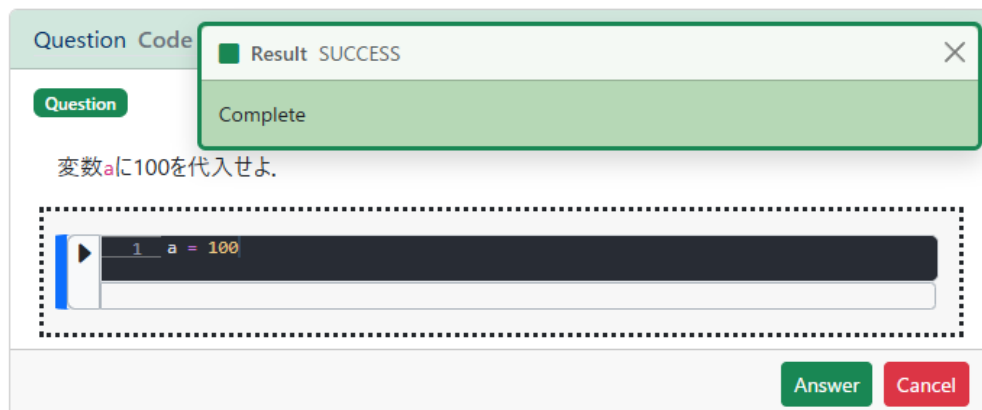 Question Code
Result SUCCESS
Complete
Question
変数aに100を代入せよ.
1 a = 100
Answer Cancel